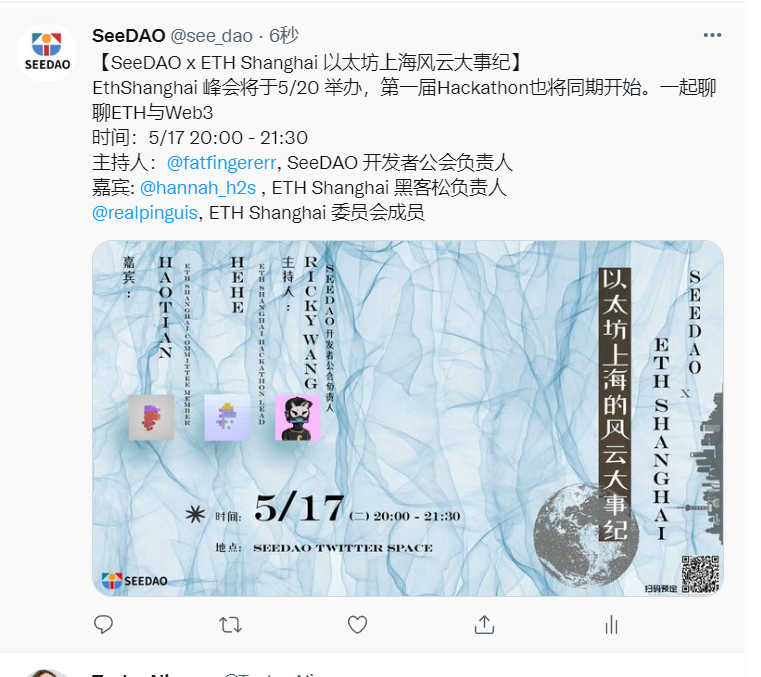 SeeDAO @see_dao · 6秒
SEEDAO
【SeeDAO x ETH Shanghai 以太坊上海风云大事纪】
EthShanghai 峰会将于5/20 举办，第一届Hackathon也将同期开始。一起聊
聊ETH与Web3
时间：5/17 20:00 - 21:30
主持人：@fatfingererr, SeeDAO 开发者公会负责人
嘉宾: @hannah_h2s , ETH Shanghai 黑客松负责人
@realpinguis, ETH Shanghai 委员会成员
嘉宾：
HAOTIAN
ETH SHANGHAI COMMITTEE MEMBER
HEHE
ETH SHANGHAI HACKATHON LEAD
主持人：
RICKY WANG
SEEDAO开发者公会负责人
以太坊上海的风云大事纪
SEEDAO
x
ETH SHANGHAI
时间: 5/17 (二) 20:00 - 21:30
地点: SEEDAO TWITTER SPACE
SEEDAO
扫码预定